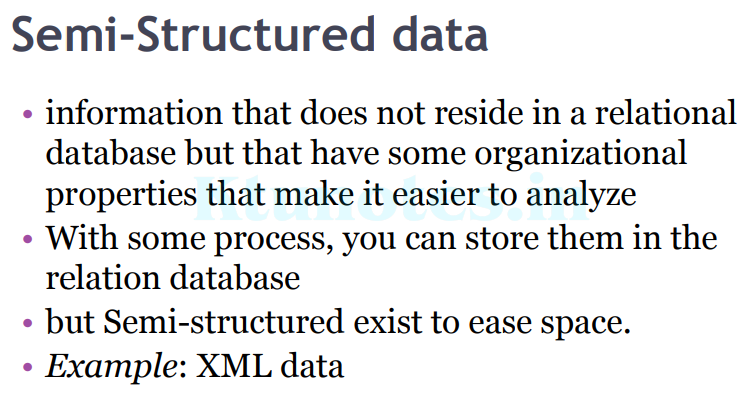 Semi-Structured data
• information that does not reside in a relational
database but that have some organizational
properties that make it easier to analyze
• With some process, you can store them in the
relation database
• but Semi-structured exist to ease space.
• Example: XML data
Ktunotes.in